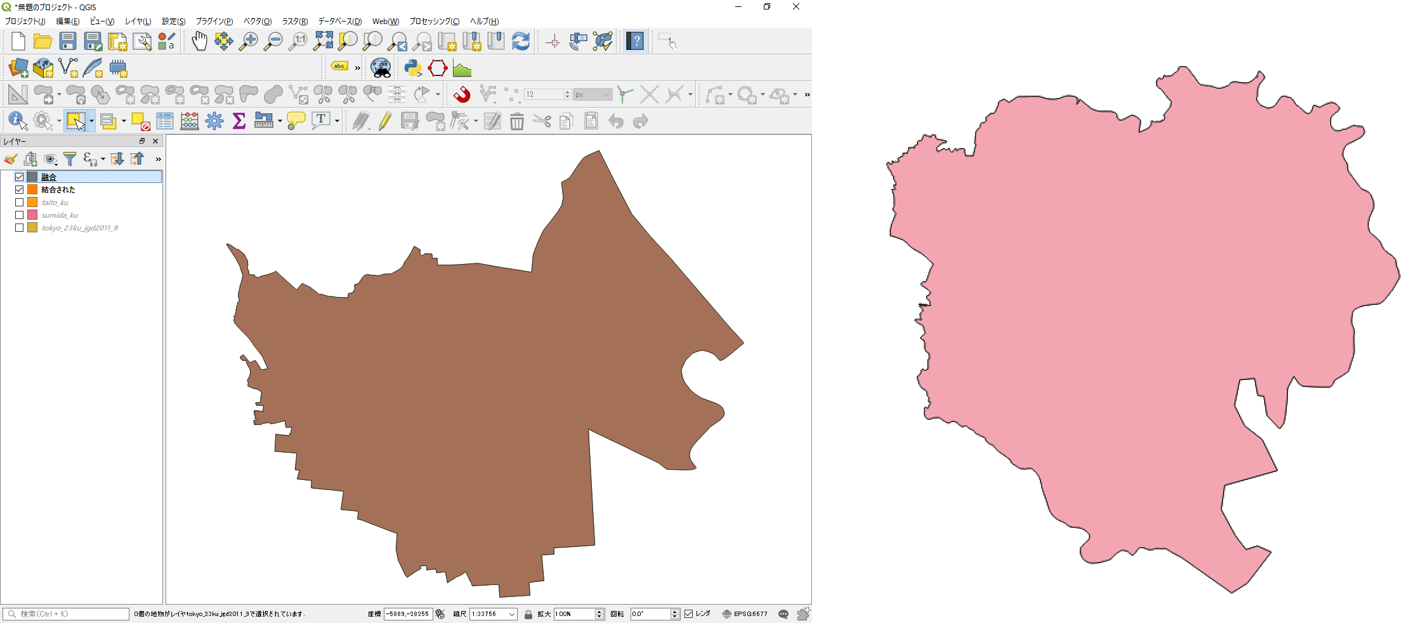 *無題のプロジェクト - QGIS
プロジェクト(J) 編集(E) ビュー(V) レイヤ(L) 設定(S) プラグイン(P) ベクタ(O) ラスタ(R) データベース(D) Web(W) プロセッシング(C) ヘルプ(H)
1:1
a
?
abc
»
12 px »
Σ
T
レイヤー
ε
»
融合
結合された
taito_ku
sumida_ku
tokyo_23ku_jgd2011_9
検索(Ctrl + K) 0個の地物がレイヤtokyo_23ku_jgd2011_9で選択されています. 座標 -5889,-28255 縮尺 1:33756 拡大 100% 回転 0.0° レンダ EPSG:6677